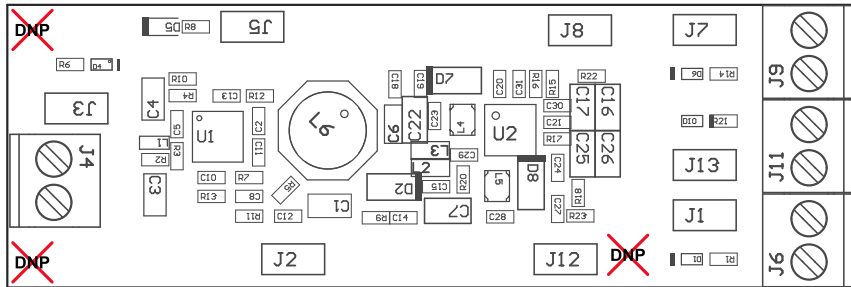 DNP
D5
R8
J5
J8
J7
J9
R6
D4
R10
R4
C13
R12
C18
C19
D7
C20
C31
R16
R15
R22
D6
R14
J3
C4
C5
U1
C2
L6
C6
C22
C23
L4
U2
C30
C21
C17
C16
D10
R21
L1
R2
R3
C11
L3
C29
R17
J4
L2
C25
C26
J13
J11
C3
C10
R7
R5
D2
C15
R20
L5
D8
C24
R13
C8
C1
C7
R18
J1
R11
C12
R9
C14
C28
C27
R23
DNP
J2
J12
DNP
D1
R1
J6